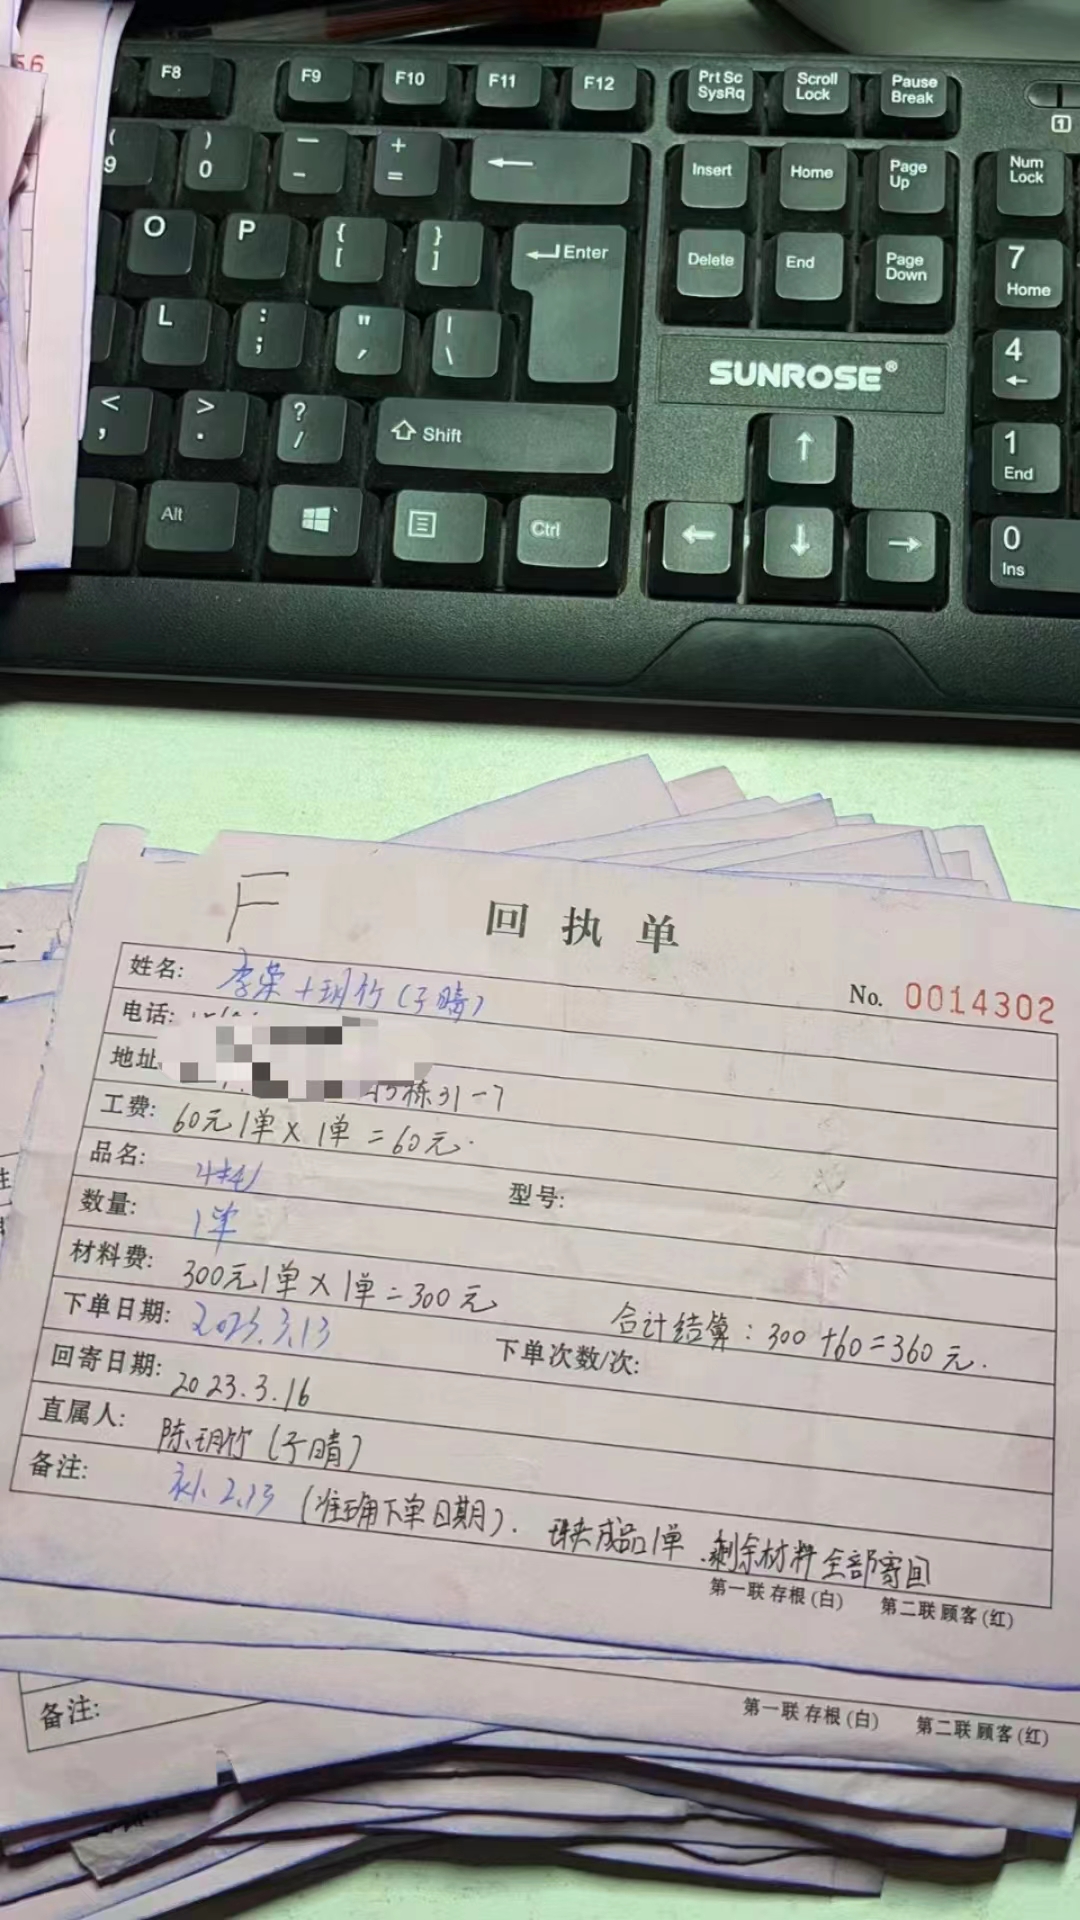 56
F8 F9 F10 F11 F12 Prt Sc SysRq Scroll Lock Pause Break
( 9 ) 0 — - + = ← Insert Home Page Up Num Lock
1
O P { [ } ] Enter Delete End Page Down 7 Home
L : ; " ' | \ SUNROSE® 4 ←
< , > . ? / Shift ↑ 1 End
Alt Ctrl ← ↓ → 0 Ins
F
回执单
姓名: 李荣+玥竹(子晴)
No. 0014302
电话:
地址 栋31-7
工费: 60元1单×1单=60元.
品名:
型号:
数量: 1单
材料费: 300元1单×1单=300元
合计结算: 300+60=360元.
下单日期: 2023.3.13
下单次数/次:
回寄日期: 2023.3.16
直属人: 陈玥竹(子晴)
备注: 补 2.13 (准确下单日期). 成品1单.剩余材料全部寄回
第一联 存根(白) 第二联 顾客(红)
备注:
第一联 存根(白) 第二联 顾客(红)